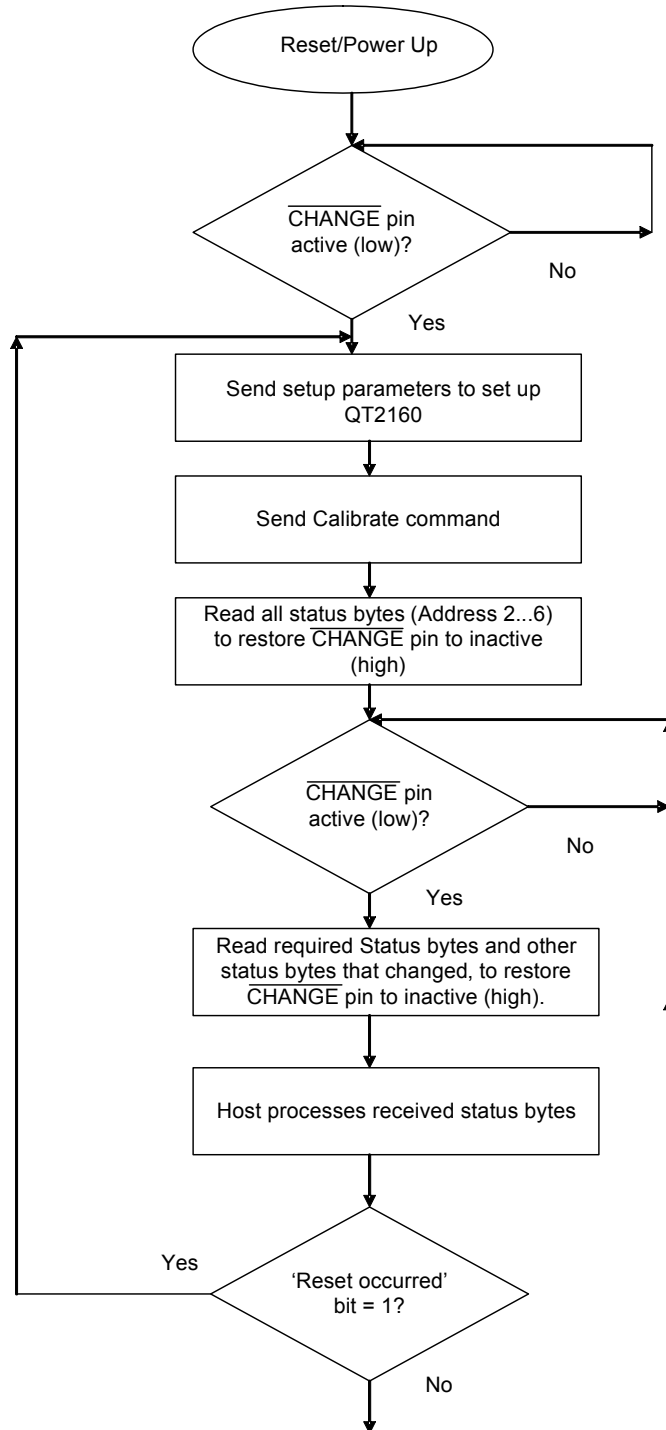 Reset/Power Up
CHANGE pin
active (low)?
No
Yes
Send setup parameters to set up
QT2160
Send Calibrate command
Read all status bytes (Address 2...6)
to restore CHANGE pin to inactive
(high)
CHANGE pin
active (low)?
No
Yes
Read required Status bytes and other
status bytes that changed, to restore
CHANGE pin to inactive (high).
Host processes received status bytes
Yes
‘Reset occurred’
bit = 1?
No